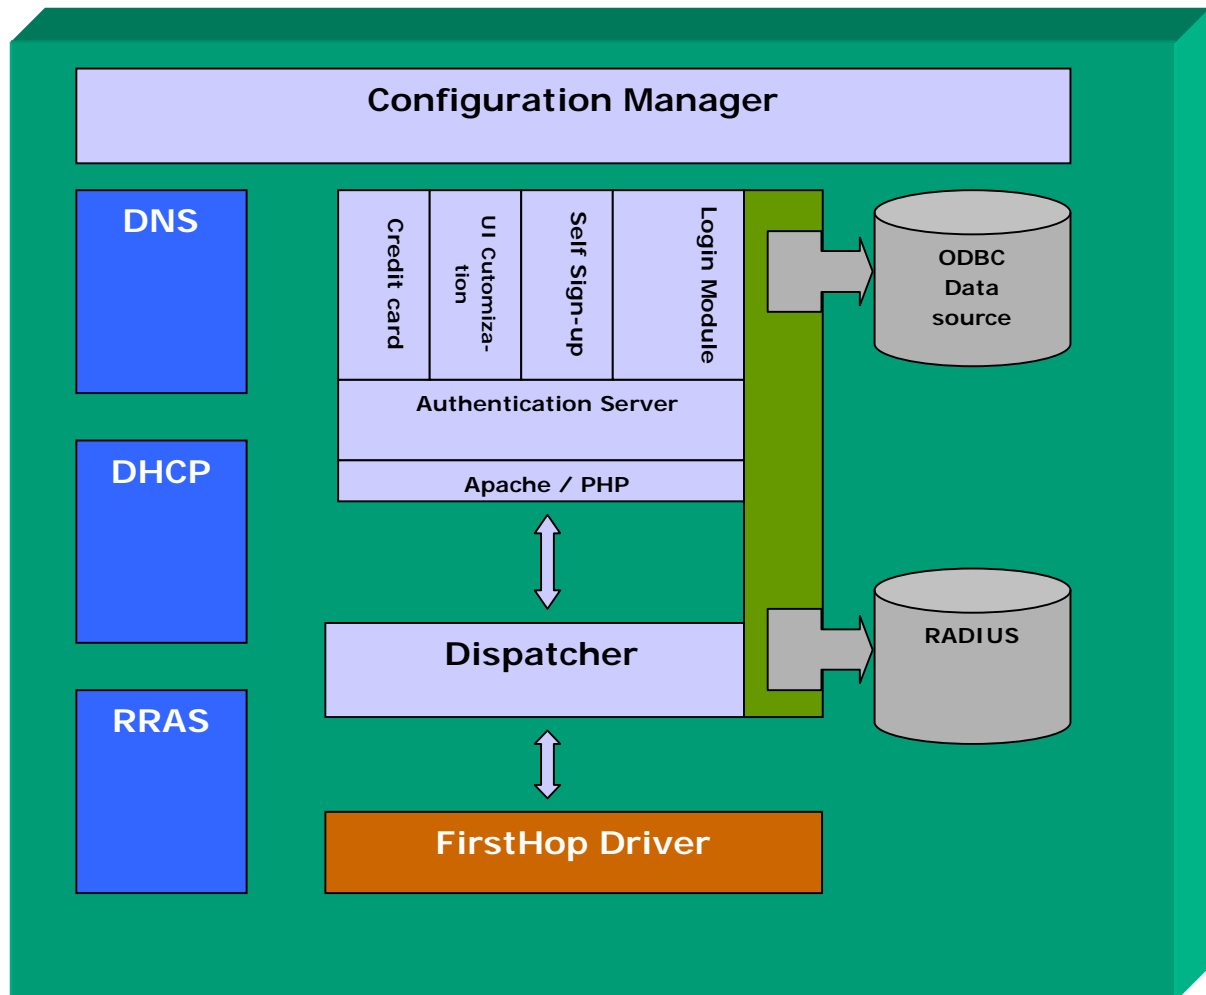 Configuration Manager
DNS
Credit card
UI Cutomiza-
tion
Self Sign-up
Login Module
ODBC
Data
source
Authentication Server
DHCP
Apache / PHP
Dispatcher
RADIUS
RRAS
FirstHop Driver